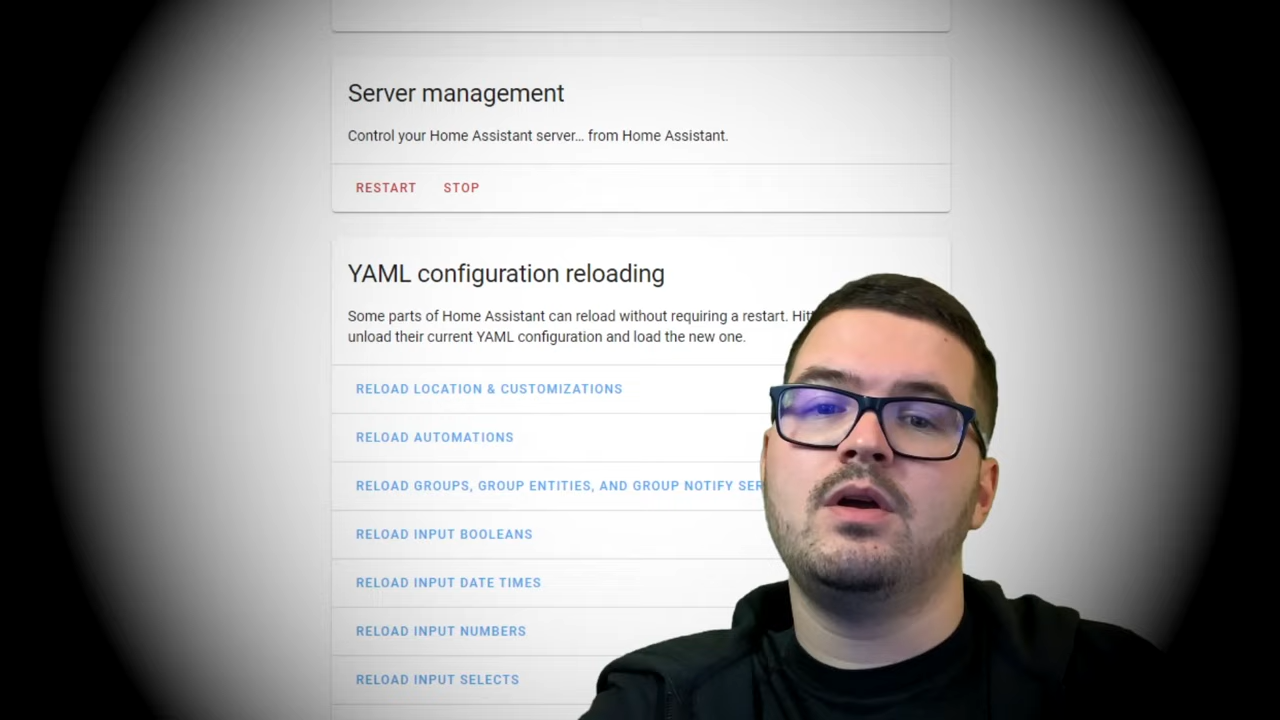 Server management
Control your Home Assistant server... from Home Assistant.
RESTART STOP
YAML configuration reloading
Some parts of Home Assistant can reload without requiring a restart.
unload their current YAML configuration and load the new one.
RELOAD LOCATION & CUSTOMIZATIONS
RELOAD AUTOMATIONS
RELOAD GROUPS, GROUP ENTITIES, AND GROUP NOTIFY
RELOAD INPUT BOOLEANS
RELOAD INPUT DATE TIMES
RELOAD INPUT NUMBERS
RELOAD INPUT SELECTS